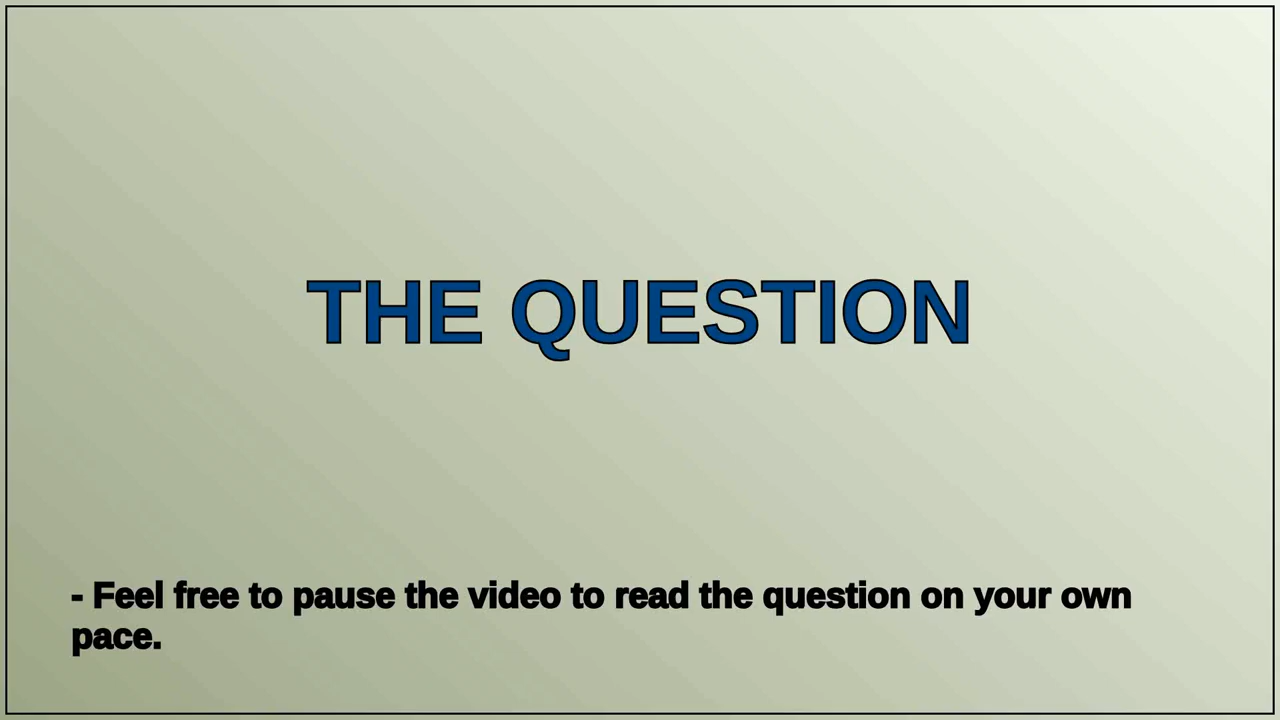 THE QUESTION
- Feel free to pause the video to read the question on your own
pace.